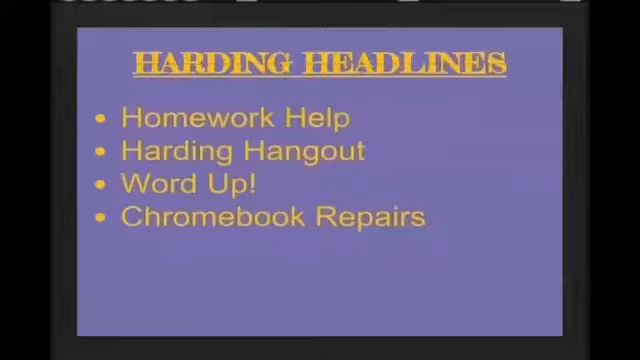 HARDING HEADLINES
• Homework Help
• Harding Hangout
• Word Up!
• Chromebook Repairs